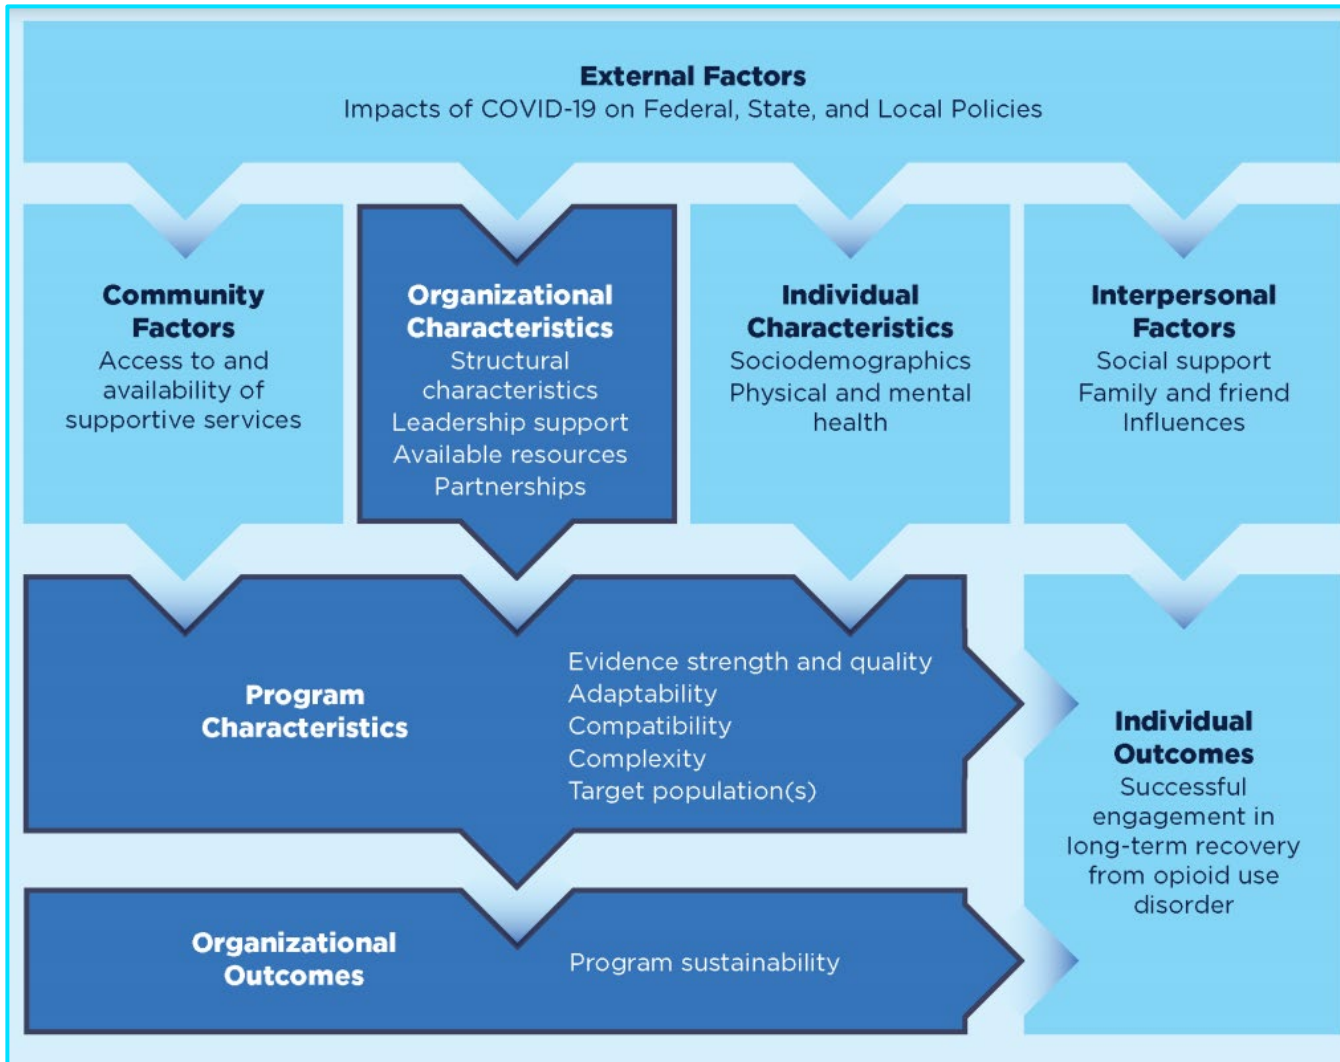 External Factors
Impacts of COVID-19 on Federal, State, and Local Policies
Community
Factors
Access to and
availability of
supportive services
Organizational
Characteristics
Structural
characteristics
Leadership support
Available resources
Partnerships
Individual
Characteristics
Sociodemographics
Physical and mental
health
Interpersonal
Factors
Social support
Family and friend
Influences
Program
Characteristics
Evidence strength and quality
Adaptability
Compatibility
Complexity
Target population(s)
Individual
Outcomes
Successful
engagement in
long-term recovery
from opioid use
disorder
Organizational
Outcomes
Program sustainability